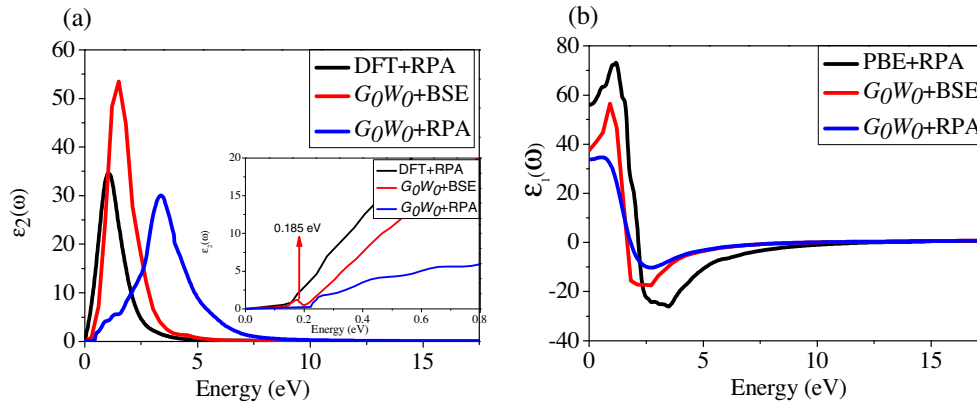 (a)
60
50
40
30
20
10
0
ε2(ω)
DFT+RPA
G0W0+BSE
G0W0+RPA
20
15
10
5
0
ε2(ω)
DFT+RPA
G0W0+BSE
G0W0+RPA
0.185 eV
0.0 0.2 0.4 0.6 0.8
Energy (eV)
0 5 10 15
Energy (eV)
(b)
80
60
40
20
0
-20
-40
ε1(ω)
PBE+RPA
G0W0+BSE
G0W0+RPA
0 5 10 15
Energy (eV)